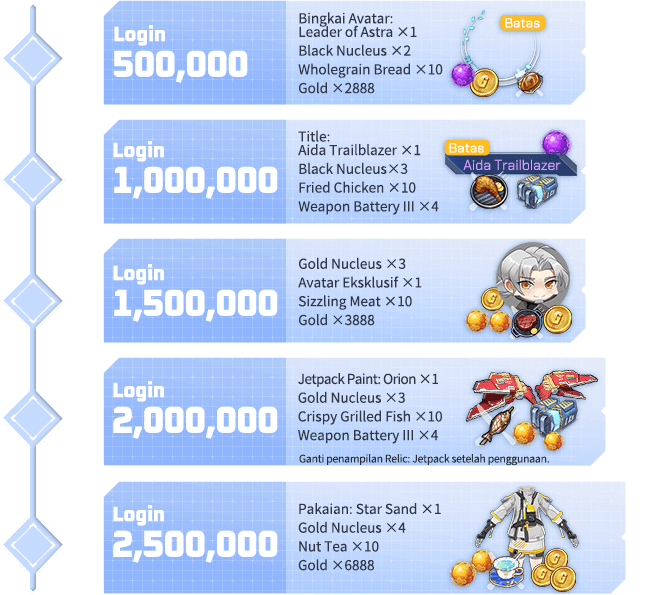 Login
500,000
Bingkai Avatar:
Leader of Astra ×1
Black Nucleus ×2
Wholegrain Bread ×10
Gold ×2888
Batas
Login
1,000,000
Title:
Aida Trailblazer ×1
Black Nucleus×3
Fried Chicken ×10
Weapon Battery III ×4
Batas
Aida Trailblazer
Login
1,500,000
Gold Nucleus ×3
Avatar Eksklusif ×1
Sizzling Meat ×10
Gold ×3888
Login
2,000,000
Jetpack Paint: Orion ×1
Gold Nucleus ×3
Crispy Grilled Fish ×10
Weapon Battery III ×4
Ganti penampilan Relic: Jetpack setelah penggunaan.
Login
2,500,000
Pakaian: Star Sand ×1
Gold Nucleus ×4
Nut Tea ×10
Gold ×6888